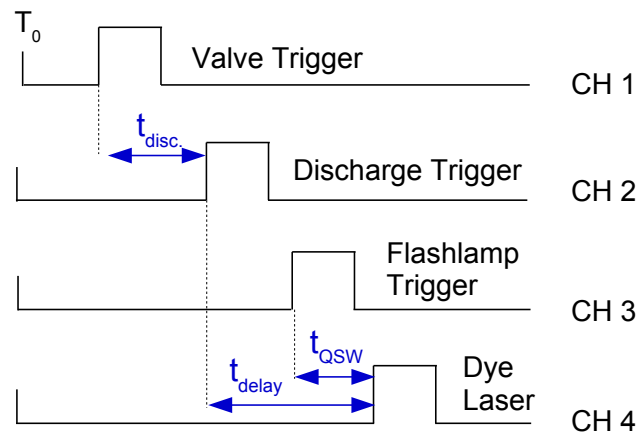 T0
Valve Trigger
CH 1
tdisc.
Discharge Trigger
CH 2
Flashlamp
Trigger
CH 3
tQSW
tdelay
Dye
Laser
CH 4